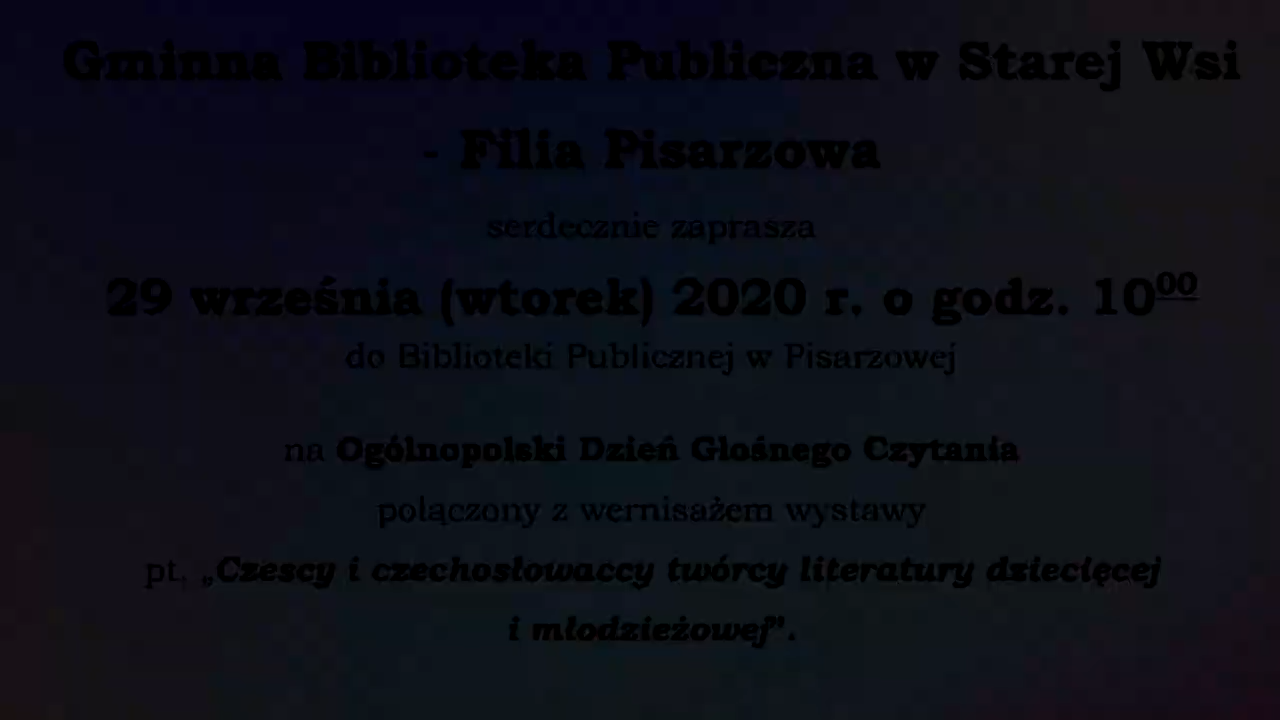 Gminna Biblioteka Publiczna w Starej Wsi
- Filia Pisarzowa
serdecznie zaprasza
29 września (wtorek) 2020 r. o godz. 10⁰⁰
do Biblioteki Publicznej w Pisarzowej
na Ogólnopolski Dzień Głośnego Czytania
połączony z wernisażem wystawy
pt. „Czescy i czechosłowaccy twórcy literatury dziecięcej
i młodzieżowej".